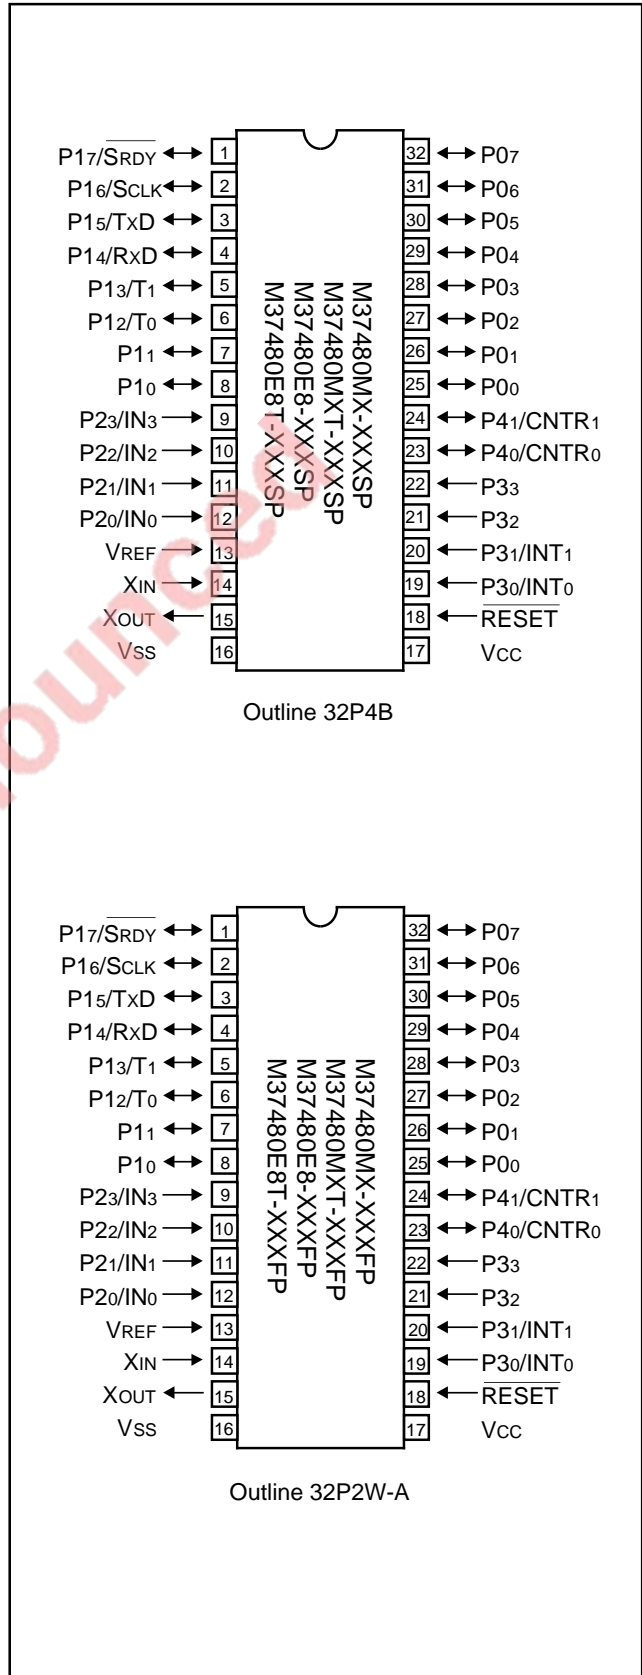 P17/SRDY 1 32 P07
P16/SCLK 2 31 P06
P15/TXD 3 30 P05
P14/RXD 4 29 P04
P13/T1 5 28 P03
P12/T0 6 27 P02
P11 7 26 P01
P10 8 25 P00
P23/IN3 9 24 P41/CNTR1
P22/IN2 10 23 P40/CNTR0
P21/IN1 11 22 P33
P20/IN0 12 21 P32
VREF 13 20 P31/INT1
XIN 14 19 P30/INT0
XOUT 15 18 RESET
VSS 16 17 VCC
M37480MX-XXXSP
M37480MXT-XXXSP
M37480E8-XXXSP
M37480E8T-XXXSP
Outline 32P4B
P17/SRDY 1 32 P07
P16/SCLK 2 31 P06
P15/TXD 3 30 P05
P14/RXD 4 29 P04
P13/T1 5 28 P03
P12/T0 6 27 P02
P11 7 26 P01
P10 8 25 P00
P23/IN3 9 24 P41/CNTR1
P22/IN2 10 23 P40/CNTR0
P21/IN1 11 22 P33
P20/IN0 12 21 P32
VREF 13 20 P31/INT1
XIN 14 19 P30/INT0
XOUT 15 18 RESET
VSS 16 17 VCC
M37480MX-XXXFP
M37480MXT-XXXFP
M37480E8-XXXFP
M37480E8T-XXXFP
Outline 32P2W-A
ounced